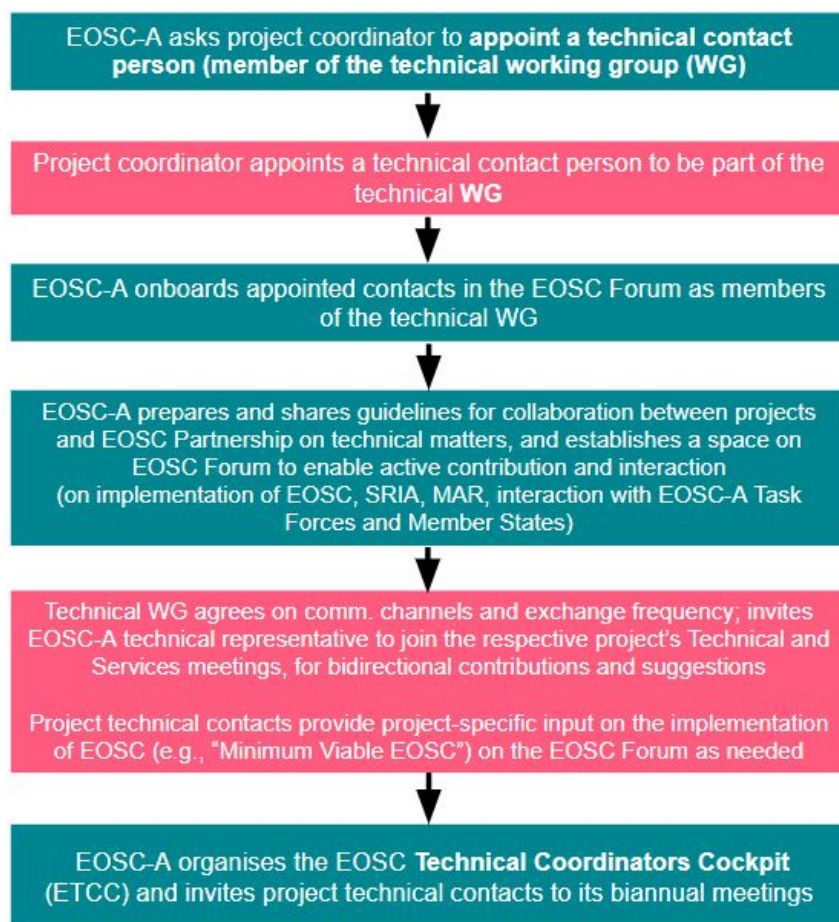 EOSC-A asks project coordinator to appoint a technical contact
person (member of the technical working group (WG)
Project coordinator appoints a technical contact person to be part of the
technical WG
EOSC-A onboards appointed contacts in the EOSC Forum as members
of the technical WG
EOSC-A prepares and shares guidelines for collaboration between projects
and EOSC Partnership on technical matters, and establishes a space on
EOSC Forum to enable active contribution and interaction
(on implementation of EOSC, SRIA, MAR, interaction with EOSC-A Task
Forces and Member States)
Technical WG agrees on comm. channels and exchange frequency; invites
EOSC-A technical representative to join the respective project's Technical and
Services meetings, for bidirectional contributions and suggestions
Project technical contacts provide project-specific input on the implementation
of EOSC (e.g., “Minimum Viable EOSC”) on the EOSC Forum as needed
EOSC-A organises the EOSC Technical Coordinators Cockpit
(ETCC) and invites project technical contacts to its biannual meetings